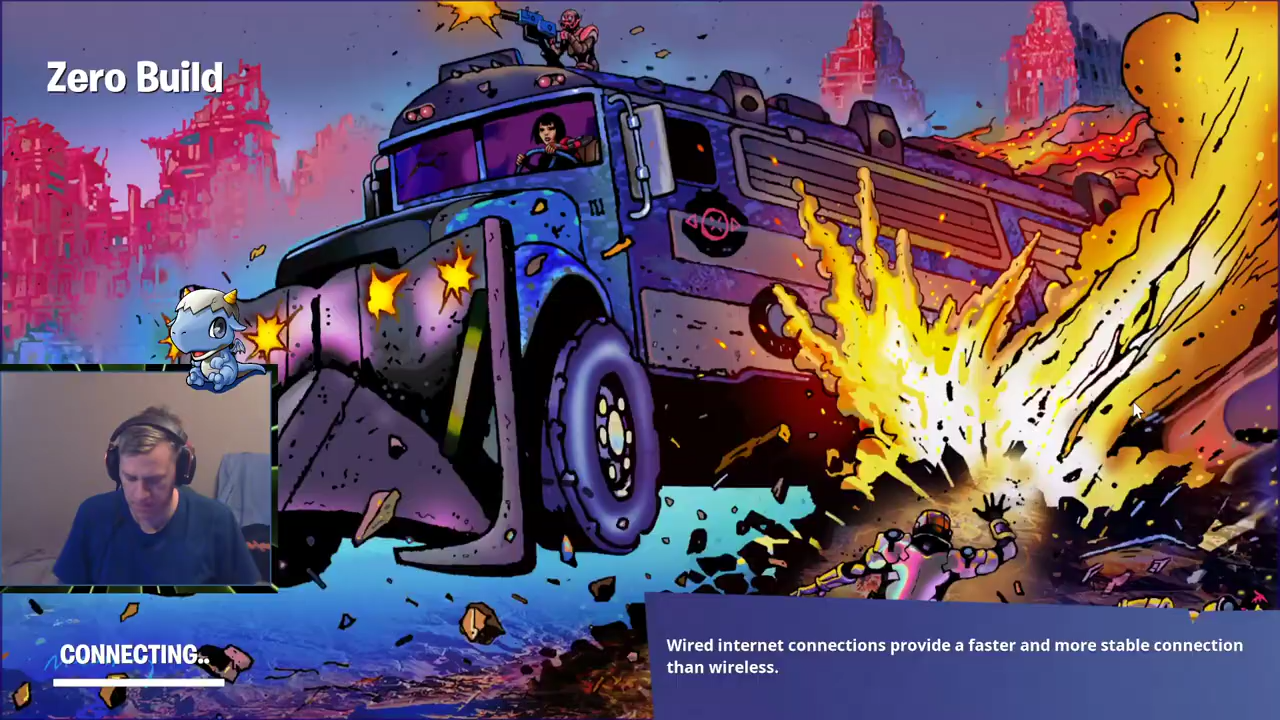 Zero Build
CONNECTING..
Wired internet connections provide a faster and more stable connection
than wireless.